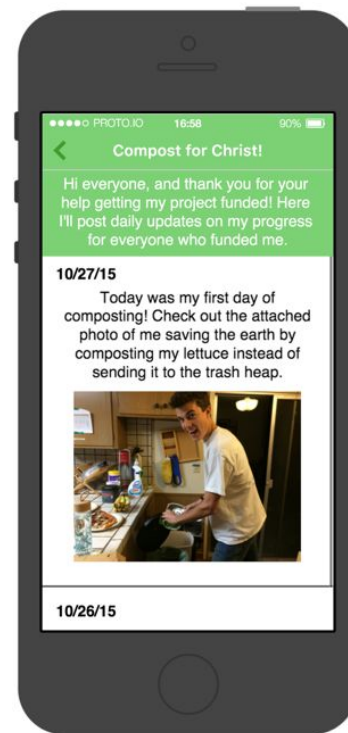 PROTO.IO 16:58 90%
Compost for Christ!
Hi everyone, and thank you for your
help getting my project funded! Here
I'll post daily updates on my progress
for everyone who funded me.
10/27/15
Today was my first day of
composting! Check out the attached
photo of me saving the earth by
composting my lettuce instead of
sending it to the trash heap.
10/26/15